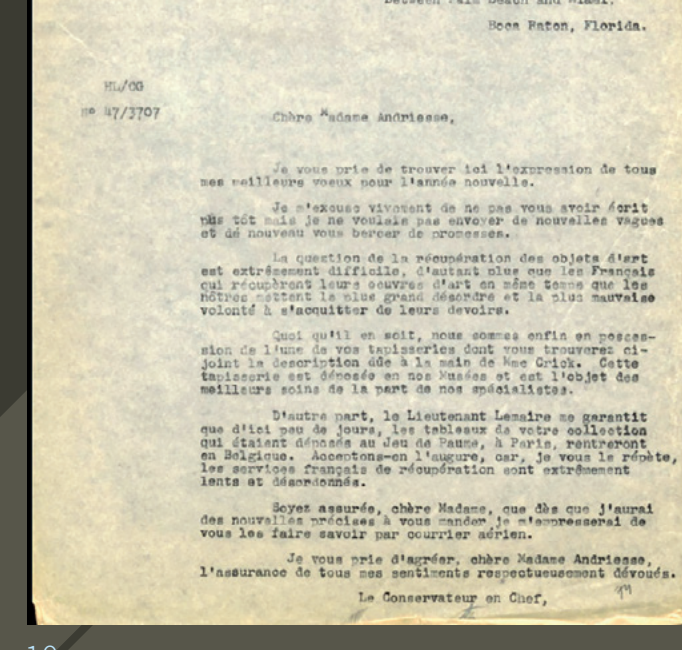 Between Palm Beach and Miami.
Boca Raton, Florida.
HL/CG
n° 47/3707
Chère Madame Andriesse,
Je vous prie de trouver ici l'expression de tous
mes meilleurs voeux pour l'année nouvelle.
Je m'excuse vivement de ne pas vous avoir écrit
plus tôt mais je ne voulais pas envoyer de nouvelles vagues
et dé nouveau vous bercer de promesses.
La question de la récupération des objets d'art
est extrêmement difficile, d'autant plus que les Français
qui récupèrent leurs oeuvres d'art en même temps que les
nôtres mettent le plus grand désordre et la plus mauvaise
volonté à s'acquitter de leurs devoirs.
Quoi qu'il en soit, nous sommes enfin en posses-
sion de l'une de vos tapisseries dont vous trouverez ci-
joint la description dûe à la main de Mme Crick. Cette
tapisserie est déposée en nos Musées et est l'objet des
meilleurs soins de la part de nos spécialistes.
D'autre part, le Lieutenant Lemaire me garantit
que d'ici peu de jours, les tableaux de votre collection
qui étaient déposés au Jeu de Paume, à Paris, rentreront
en Belgique. Acceptons-en l'augure, car, je vous le répète,
les services français de récupération sont extrêmement
lents et désordonnés.
Soyez assurée, chère Madame, que dès que j'aurai
des nouvelles précises à vous mander je m'empresserai de
vous les faire savoir par courrier aérien.
Je vous prie d'agréer, chère Madame Andriesse,
l'assurance de tous mes sentiments respectueusement dévoués.
Le Conservateur en Chef,